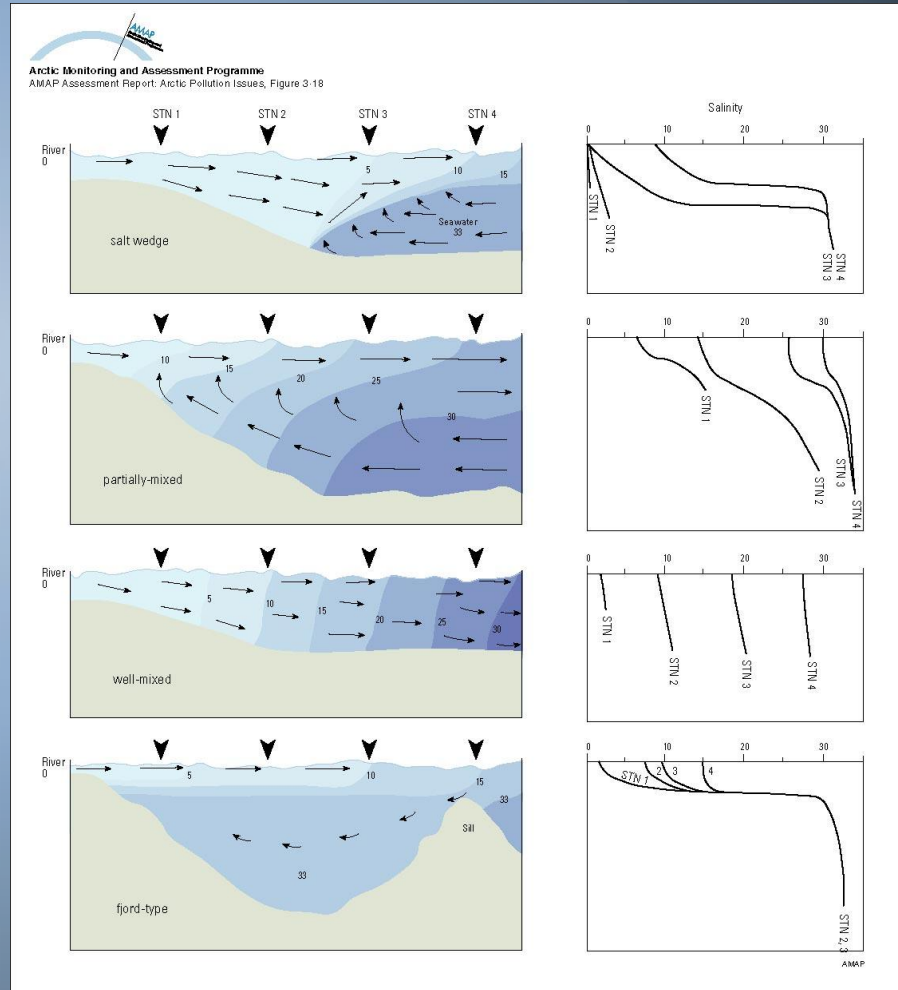 AMAP
Arctic Monitoring and Assessment Programme
AMAP Assessment Report: Arctic Pollution Issues, Figure 3-18
STN 1 STN 2 STN 3 STN 4
River
0
5 10 15
Seawater
33
salt wedge
Salinity
0 10 20 30
STN 1
STN 2
STN 3
STN 4
River
0
10 15 20 25
30
partially-mixed
0 10 20 30
STN 1
STN 2
STN 3
STN 4
River
0
5 10 15 20 25 30
well-mixed
0 10 20 30
STN 1
STN 2
STN 3
STN 4
River
0
5 10 15
33
Sill
33
fjord-type
0 10 20 30
STN 1 2 3 4
STN 2, 3
AMAP